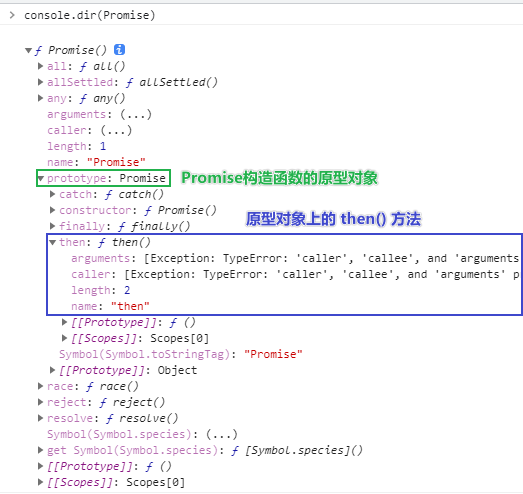 > console.dir(Promise)
▼ƒ Promise() i
▶all: ƒ all()
▶allSettled: ƒ allSettled()
▶any: ƒ any()
arguments: (...)
caller: (...)
length: 1
name: "Promise"
▼prototype: Promise Promise构造函数的原型对象
▶catch: ƒ catch()
▶constructor: ƒ Promise()
▶finally: ƒ finally() 原型对象上的 then() 方法
▼then: ƒ then()
arguments: [Exception: TypeError: 'caller', 'callee', and 'arguments
caller: [Exception: TypeError: 'caller', 'callee', and 'arguments' p
length: 2
name: "then"
▶[[Prototype]]: ƒ ()
▶[[Scopes]]: Scopes[0]
Symbol(Symbol.toStringTag): "Promise"
▶[[Prototype]]: Object
▶race: ƒ race()
▶reject: ƒ reject()
▶resolve: ƒ resolve()
Symbol(Symbol.species): (...)
▶get Symbol(Symbol.species): ƒ [Symbol.species]()
▶[[Prototype]]: ƒ ()
▶[[Scopes]]: Scopes[0]